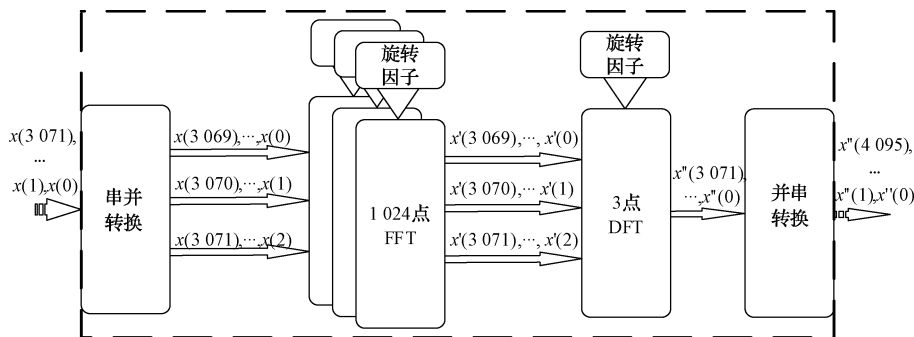 x(3 071),
...
x(1),x(0)
串并
转换
x(3 069),···,x(0)
x(3 070),···,x(1)
x(3 071),···,x(2)
旋转
因子
1 024点
FFT
x'(3 069),···, x'(0)
x'(3 070),···, x'(1)
x'(3 071),···, x'(2)
旋转
因子
3点
DFT
x''(3 071)
,···,x''(0)
并串
转换
x''(4 095),
...
x''(1),x''(0)